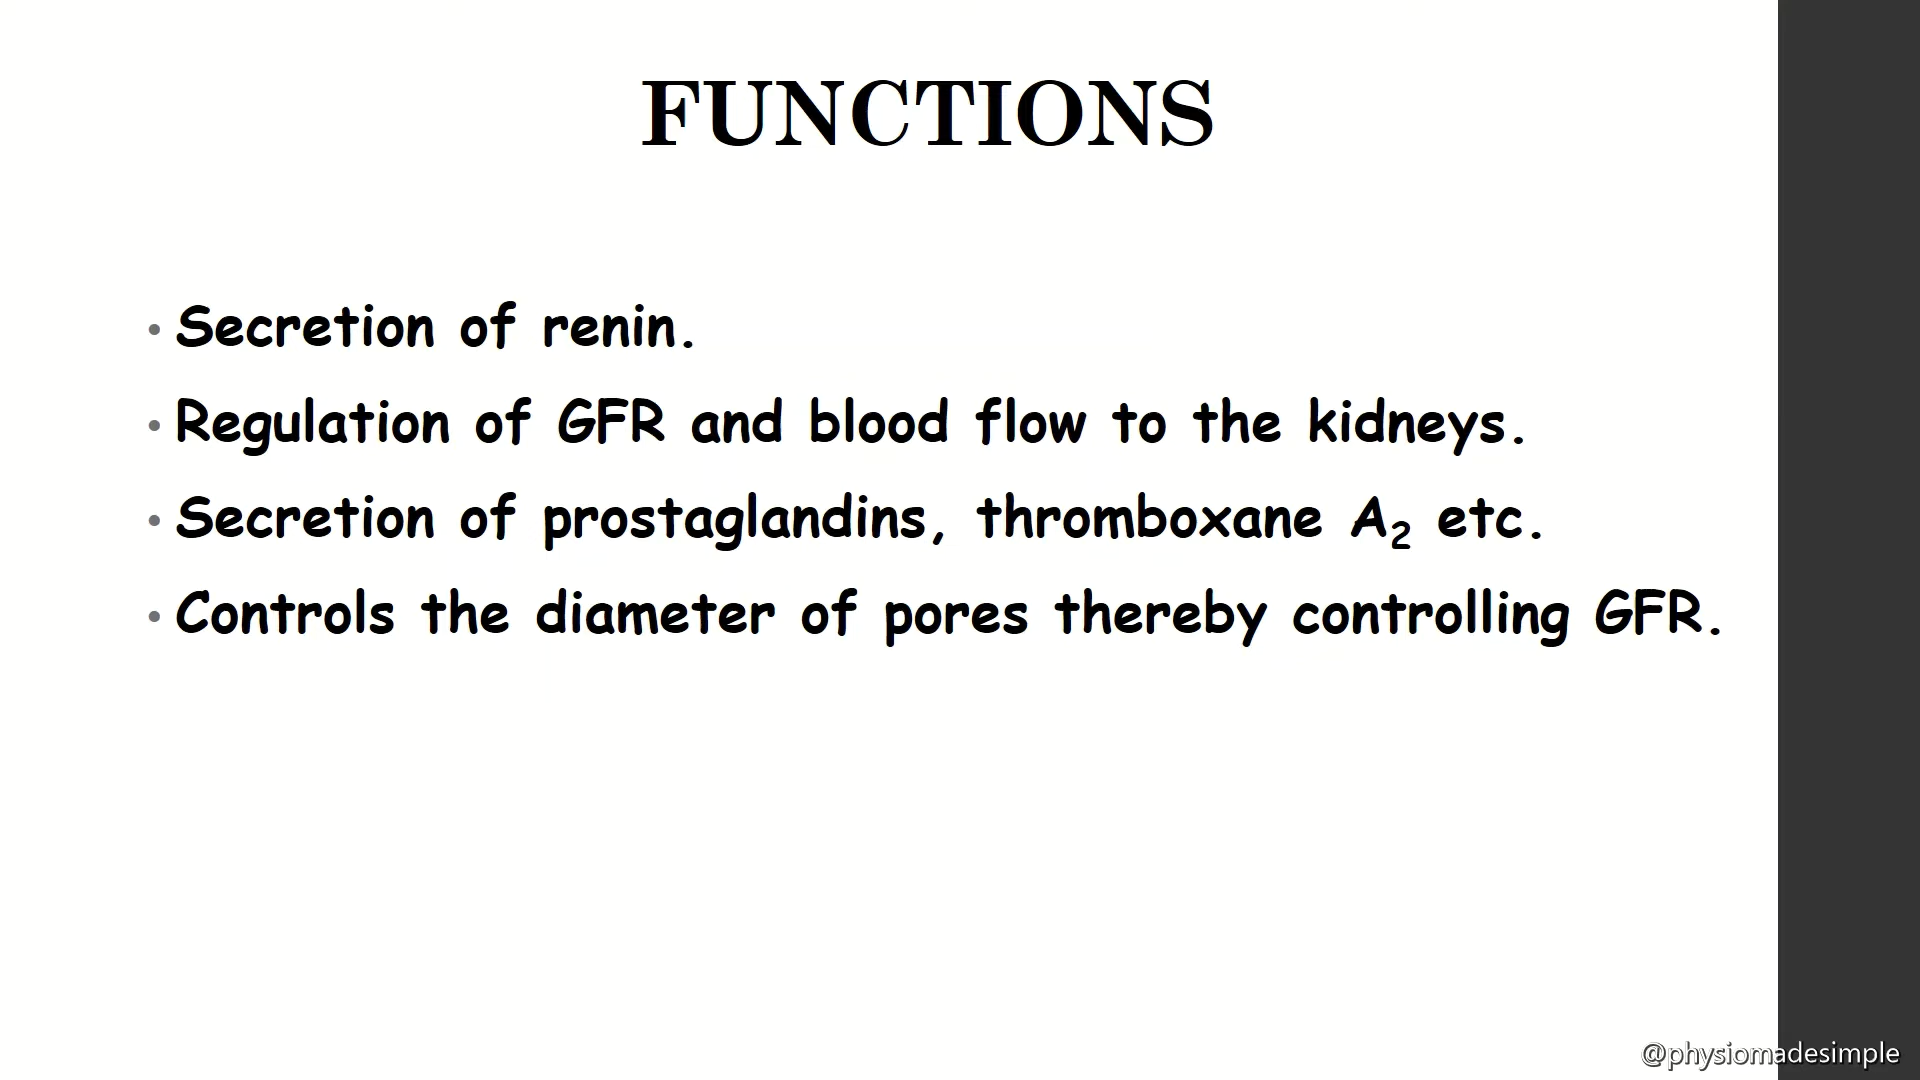 FUNCTIONS
• Secretion of renin.
• Regulation of GFR and blood flow to the kidneys.
• Secretion of prostaglandins, thromboxane A₂ etc.
• Controls the diameter of pores thereby controlling GFR.
@physiomadesimple